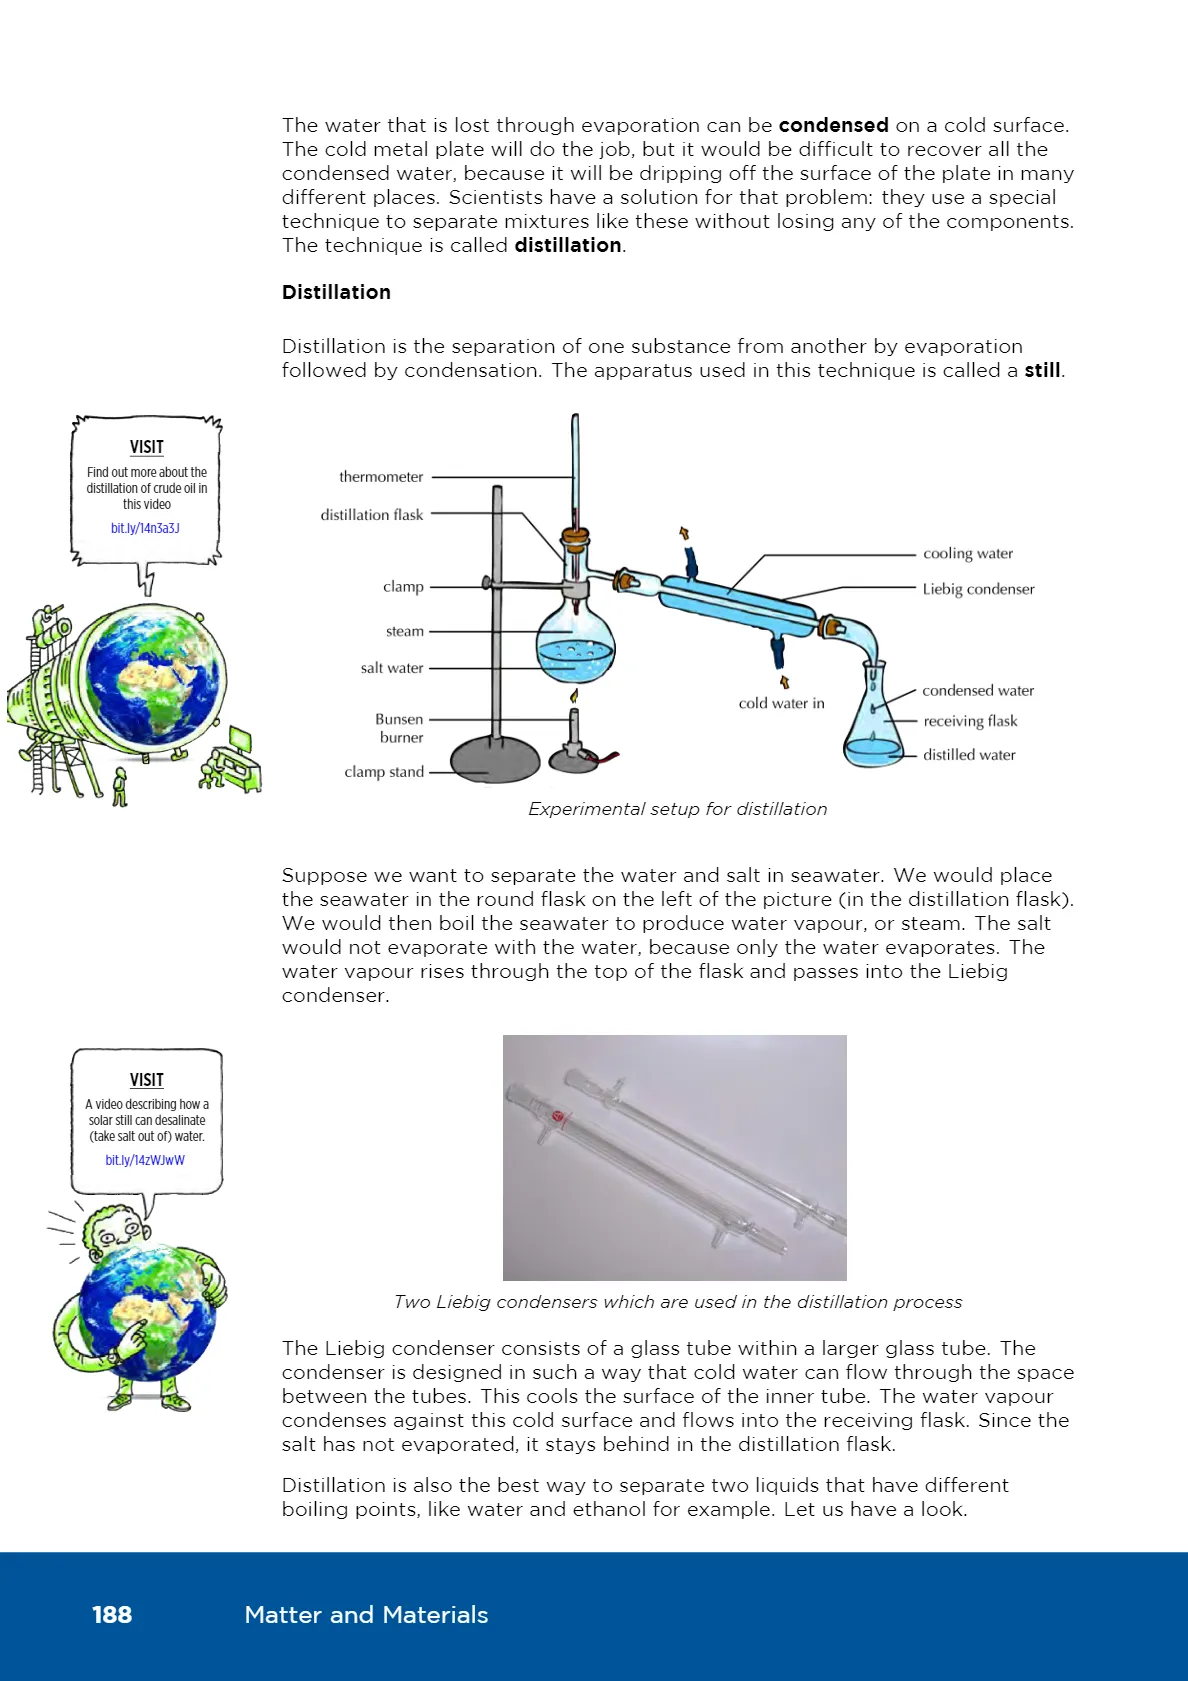 The water that is lost through evaporation can be condensed on a cold surface.
The cold metal plate will do the job, but it would be difficult to recover all the
condensed water, because it will be dripping off the surface of the plate in many
different places. Scientists have a solution for that problem: they use a special
technique to separate mixtures like these without losing any of the components.
The technique is called distillation.
Distillation
Distillation is the separation of one substance from another by evaporation
followed by condensation. The apparatus used in this technique is called a still.
VISIT
Find out more about the
distillation of crude oil in
this video
bit.ly/14n3a3J
thermometer
distillation flask
clamp
steam
salt water
Bunsen
burner
clamp stand
cooling water
Liebig condenser
cold water in
condensed water
receiving flask
distilled water
Experimental setup for distillation
Suppose we want to separate the water and salt in seawater. We would place
the seawater in the round flask on the left of the picture (in the distillation flask).
We would then boil the seawater to produce water vapour, or steam. The salt
would not evaporate with the water, because only the water evaporates. The
water vapour rises through the top of the flask and passes into the Liebig
condenser.
VISIT
A video describing how a
solar still can desalinate
(take salt out of) water.
bit.ly/14zWJwW
Two Liebig condensers which are used in the distillation process
The Liebig condenser consists of a glass tube within a larger glass tube. The
condenser is designed in such a way that cold water can flow through the space
between the tubes. This cools the surface of the inner tube. The water vapour
condenses against this cold surface and flows into the receiving flask. Since the
salt has not evaporated, it stays behind in the distillation flask.
Distillation is also the best way to separate two liquids that have different
boiling points, like water and ethanol for example. Let us have a look.
188 Matter and Materials